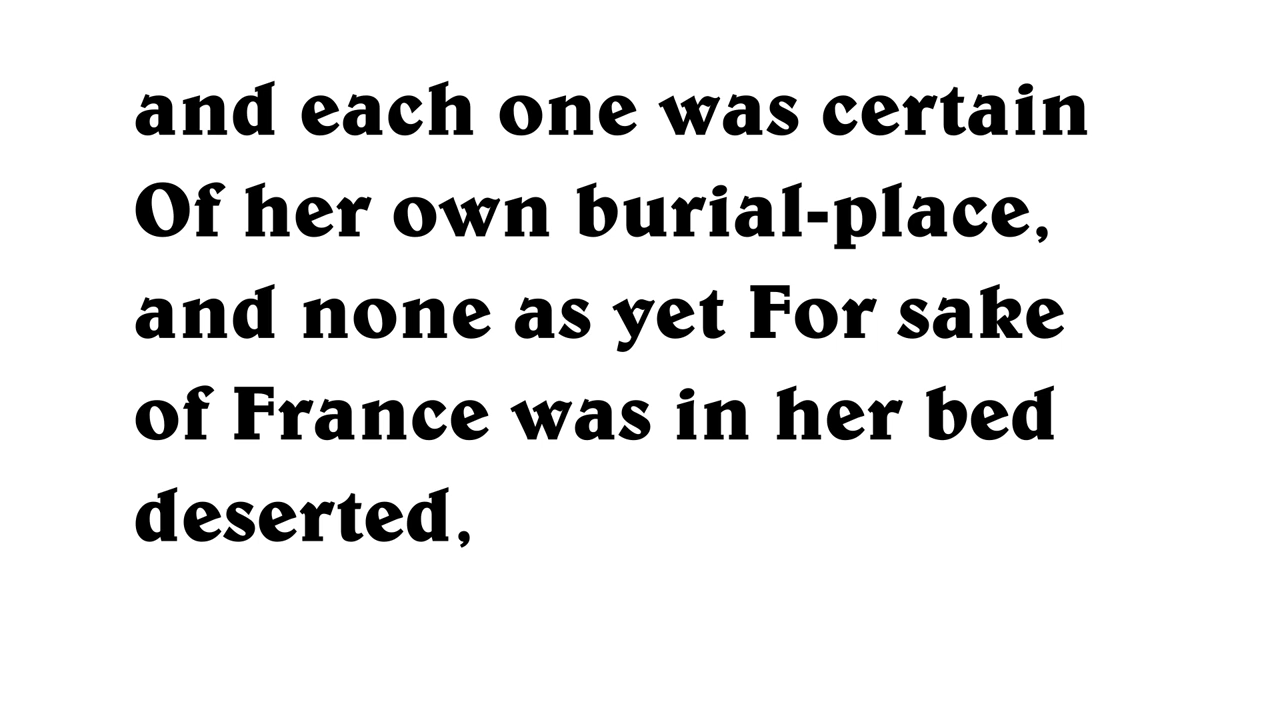 and each one was certain
Of her own burial-place,
and none as yet For sake
of France was in her bed
deserted,